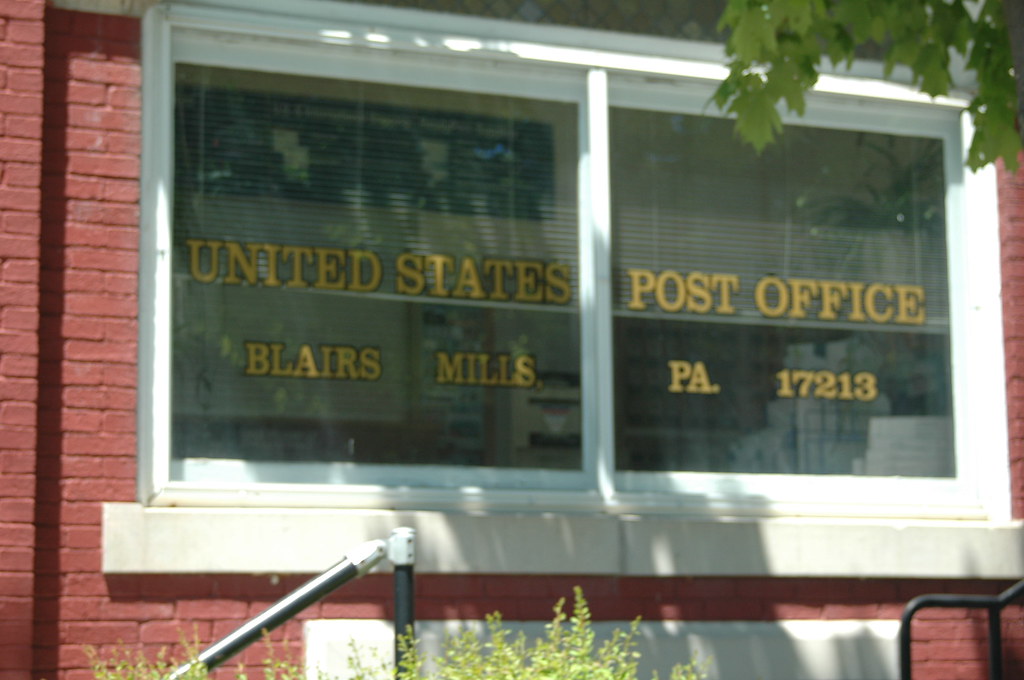 UNITED STATES POST OFFICE
BLAIRS MILLS. PA. 17213